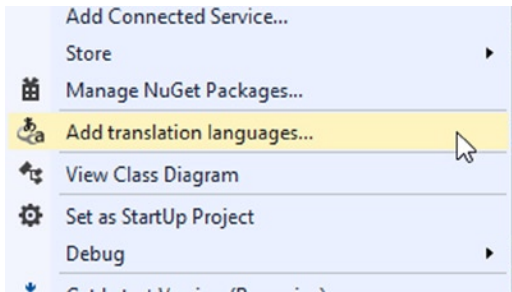 Add Connected Service...
Store
Manage NuGet Packages...
Add translation languages...
View Class Diagram
Set as StartUp Project
Debug